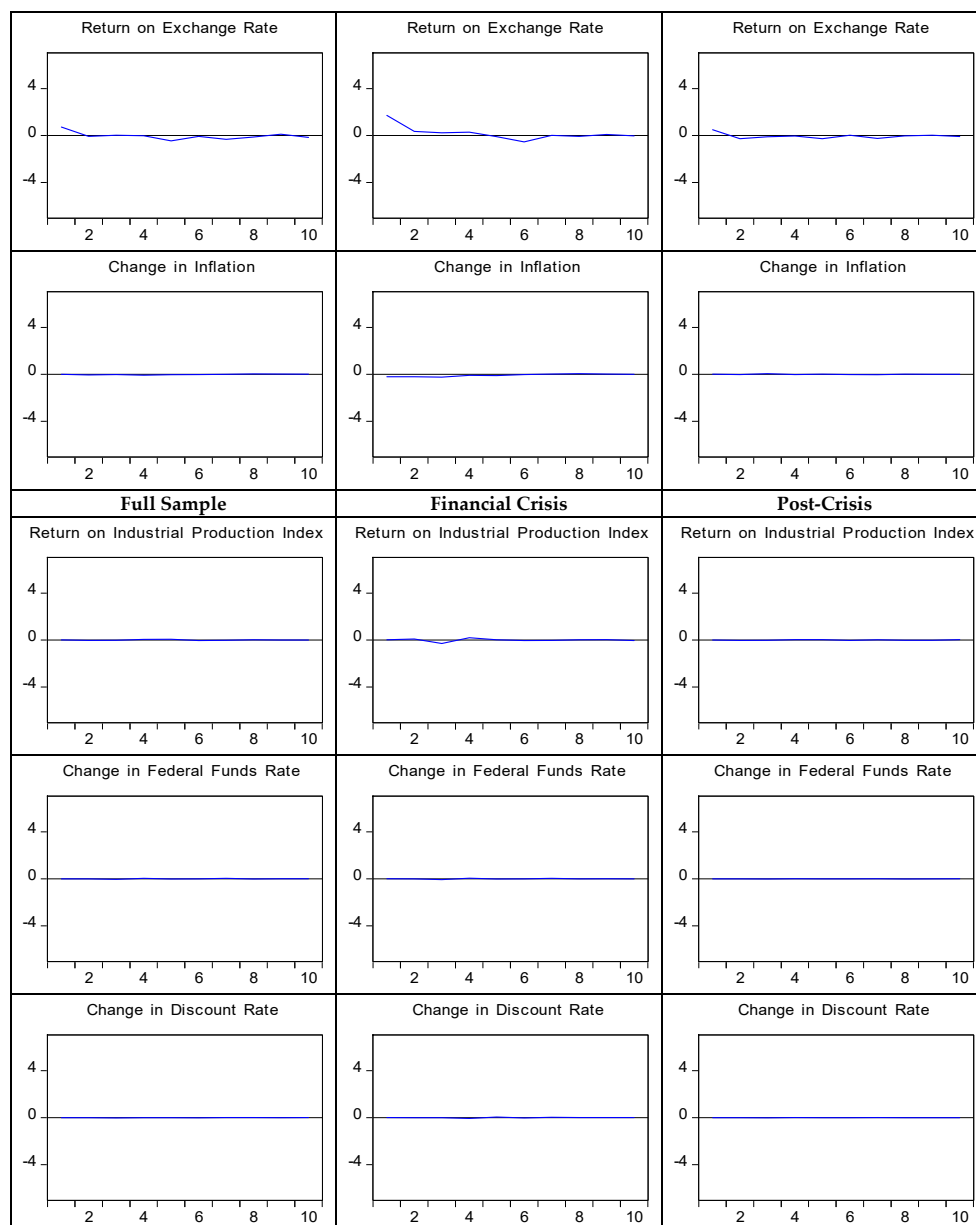 Return on Exchange Rate Return on Exchange Rate Return on Exchange Rate
4 4 4
0 0 0
-4 -4 -4
2 4 6 8 10 2 4 6 8 10 2 4 6 8 10
Change in Inflation Change in Inflation Change in Inflation
4 4 4
0 0 0
-4 -4 -4
2 4 6 8 10 2 4 6 8 10 2 4 6 8 10
Full Sample Financial Crisis Post-Crisis
Return on Industrial Production Index Return on Industrial Production Index Return on Industrial Production Index
4 4 4
0 0 0
-4 -4 -4
2 4 6 8 10 2 4 6 8 10 2 4 6 8 10
Change in Federal Funds Rate Change in Federal Funds Rate Change in Federal Funds Rate
4 4 4
0 0 0
-4 -4 -4
2 4 6 8 10 2 4 6 8 10 2 4 6 8 10
Change in Discount Rate Change in Discount Rate Change in Discount Rate
4 4 4
0 0 0
-4 -4 -4
2 4 6 8 10 2 4 6 8 10 2 4 6 8 10